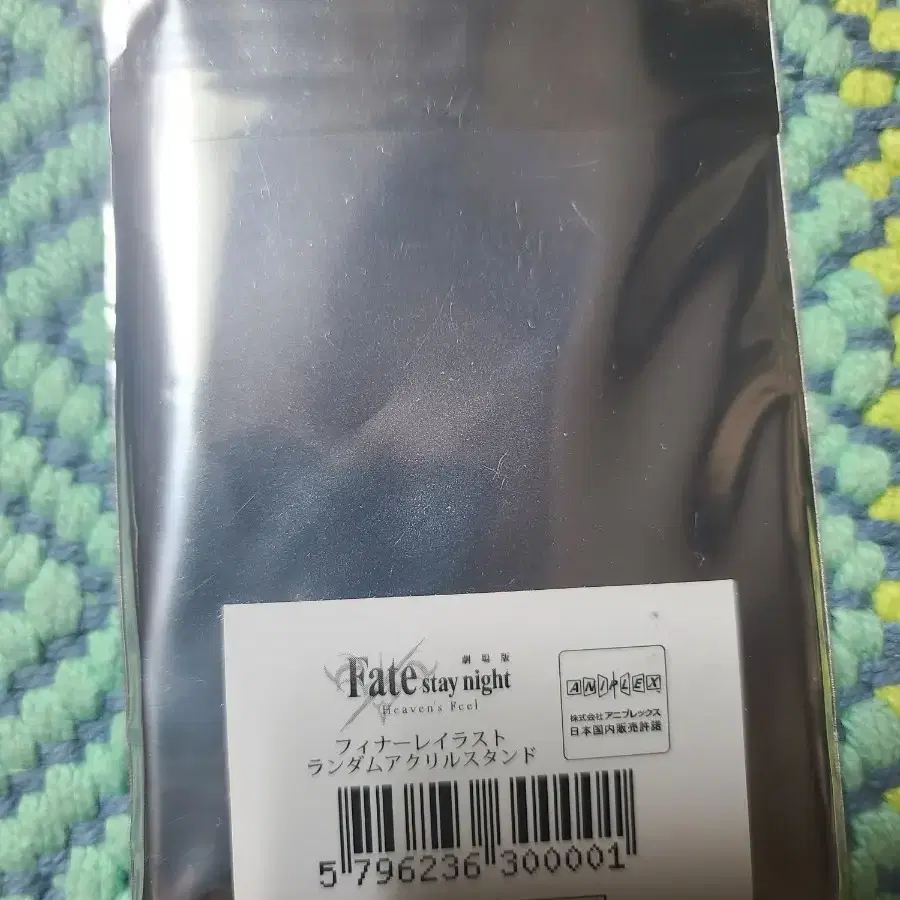 劇場版
Fate stay night
Heaven's Feel
フィナーレイラスト
ランダムアクリルスタンド
ANIPLEX
株式会社アニプレックス
日本国内販売許諾
5 796236 300001